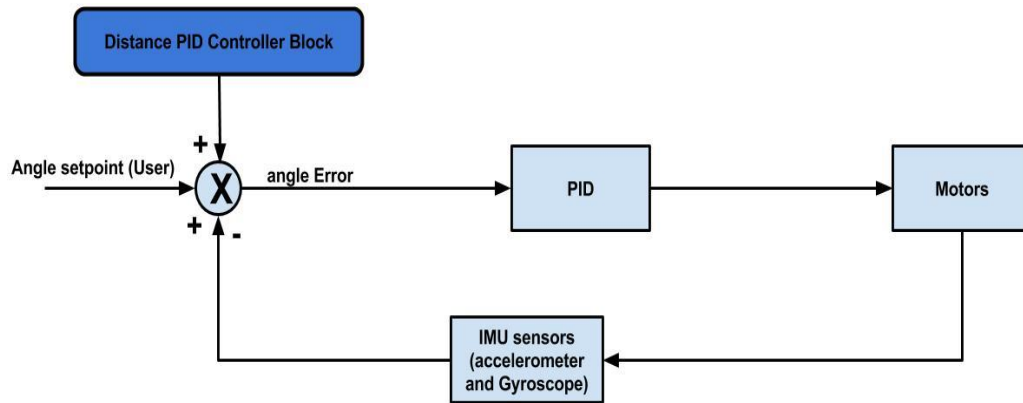 Distance PID Controller Block
+
Angle setpoint (User)
X
angle Error
PID
Motors
+
-
IMU sensors
(accelerometer
and Gyroscope)